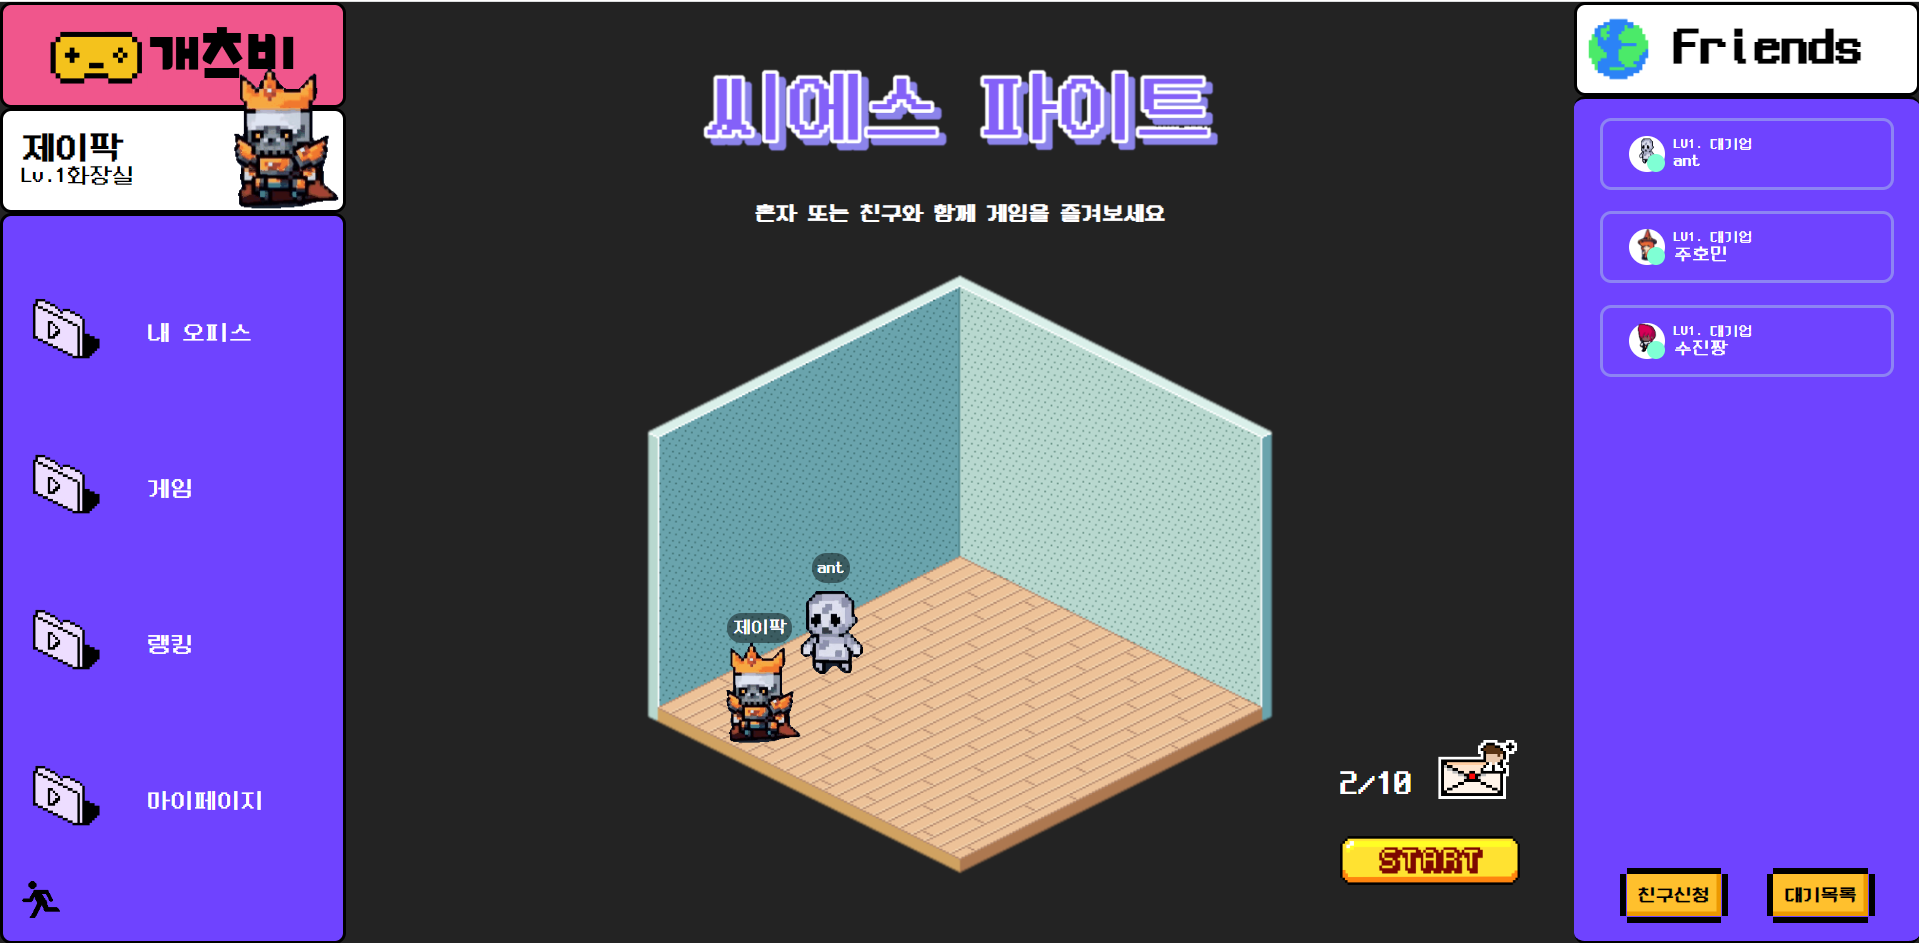 개츠비
제이팍
Lv.1화장실
내 오피스
게임
랭킹
마이페이지
씨에스 파이트
혼자 또는 친구와 함께 게임을 즐겨보세요
ant
제이팍
2/10
START
Friends
LV1. 대기업
ant
LV1. 대기업
주호민
LV1. 대기업
수진짱
친구신청
대기목록